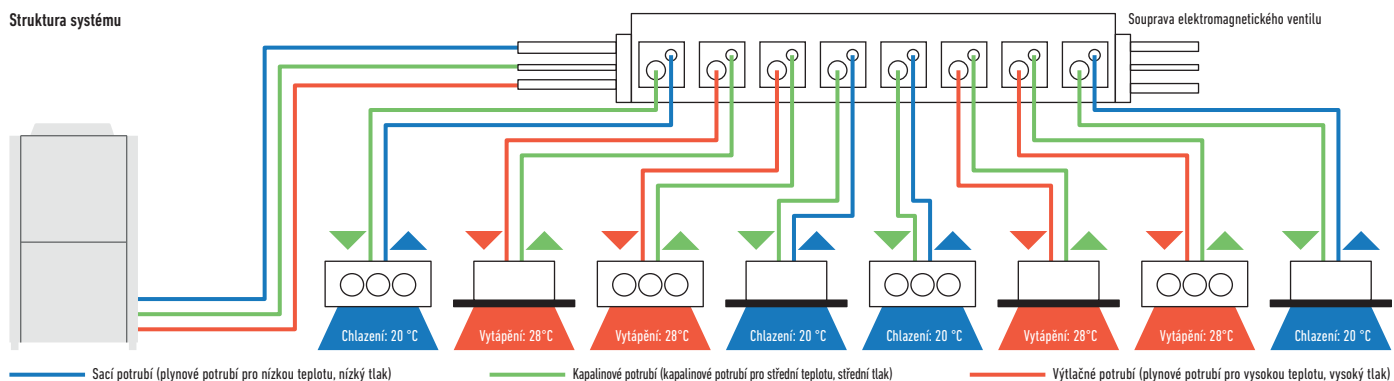 Struktura systému
Souprava elektromagnetického ventilu
Chlazení: 20 °C
Vytápění: 28°C
Vytápění: 28°C
Chlazení: 20 °C
Chlazení: 20 °C
Vytápění: 28°C
Vytápění: 28°C
Chlazení: 20 °C
Sací potrubí (plynové potrubí pro nízkou teplotu, nízký tlak)
Kapalinové potrubí (kapalinové potrubí pro střední teplotu, střední tlak)
Výtlačné potrubí (plynové potrubí pro vysokou teplotu, vysoký tlak)